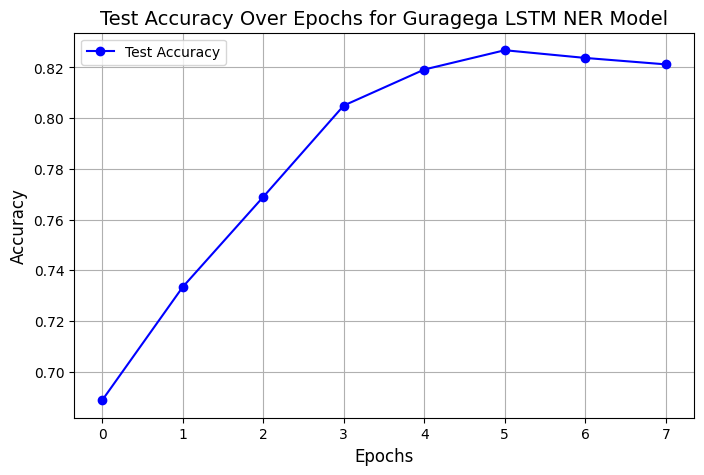 Test Accuracy Over Epochs for Guragega LSTM NER Model
Test Accuracy
0.82
0.80
0.78
0.76
0.74
0.72
0.70
Accuracy
0 1 2 3 4 5 6 7
Epochs